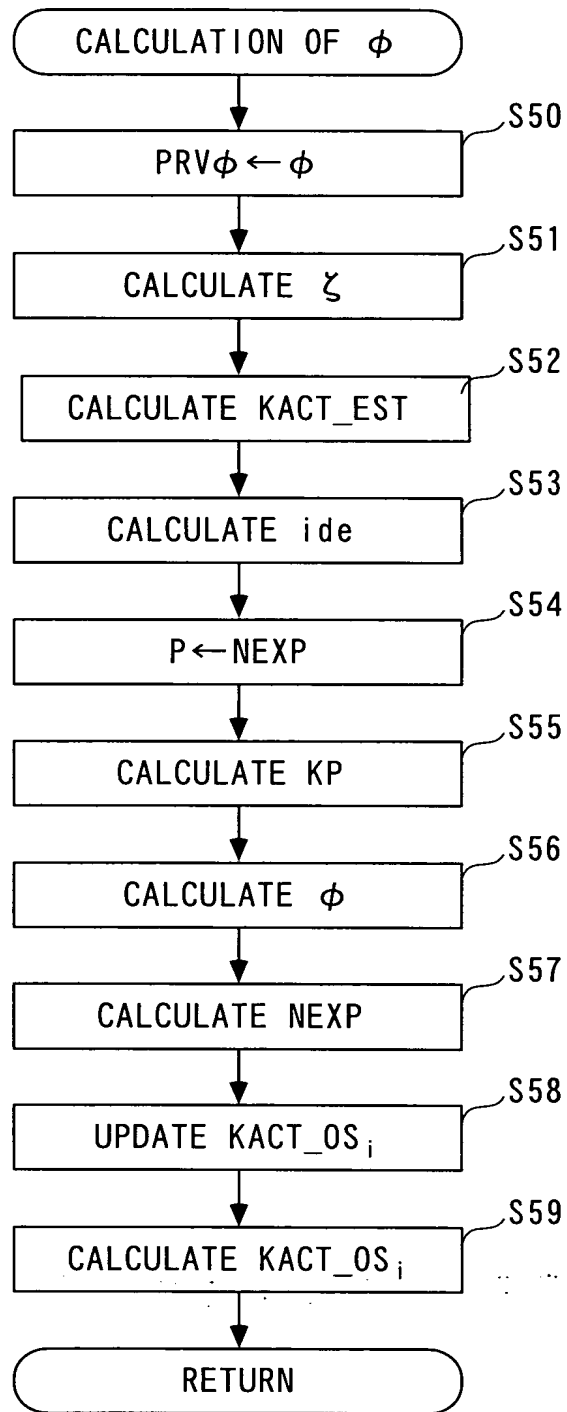 CALCULATION OF φ
S50
PRVφ ← φ
S51
CALCULATE ζ
S52
CALCULATE KACT_EST
S53
CALCULATE ide
S54
P ← NEXP
S55
CALCULATE KP
S56
CALCULATE φ
S57
CALCULATE NEXP
S58
UPDATE KACT_OSi
S59
CALCULATE KACT_OSi
RETURN